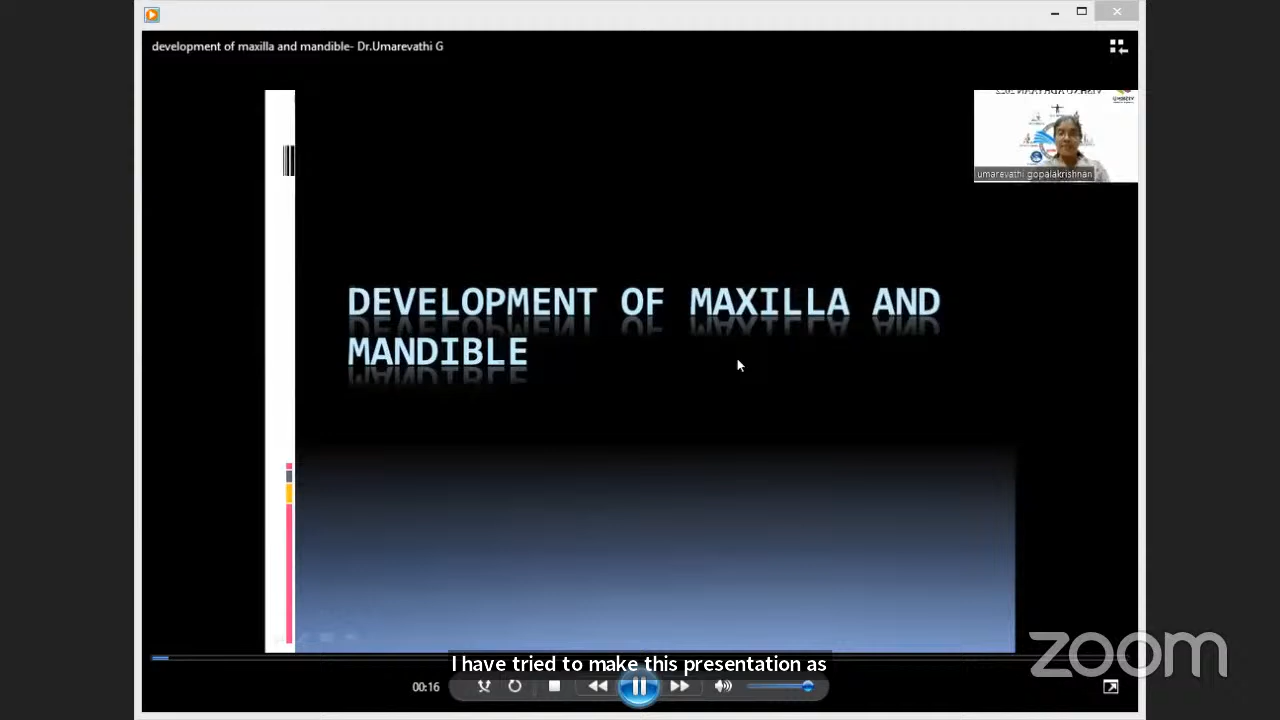 development of maxilla and mandible- Dr.Umarevathi G
umarevathi gopalakrishnan
DEVELOPMENT OF MAXILLA AND
MANDIBLE
I have tried to make this presentation as
00:16
zoom